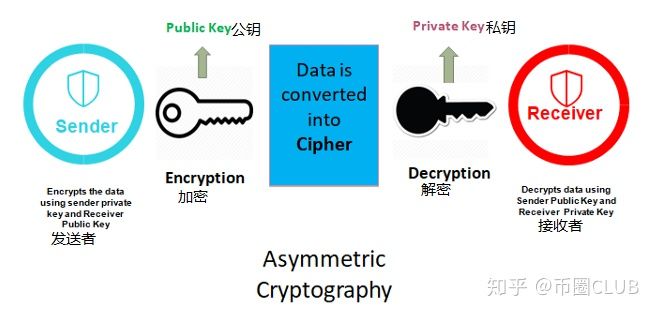 Public Key公钥
Private Key私钥
Sender
Data is
converted
into
Cipher
Receiver
Encryption
加密
Decryption
解密
Encrypts the data
using sender private
key and Receiver
Public Key
发送者
Decrypts data using
Sender Public Key and
Receiver Private Key
接收者
Asymmetric
Cryptography
知乎 @币圈CLUB